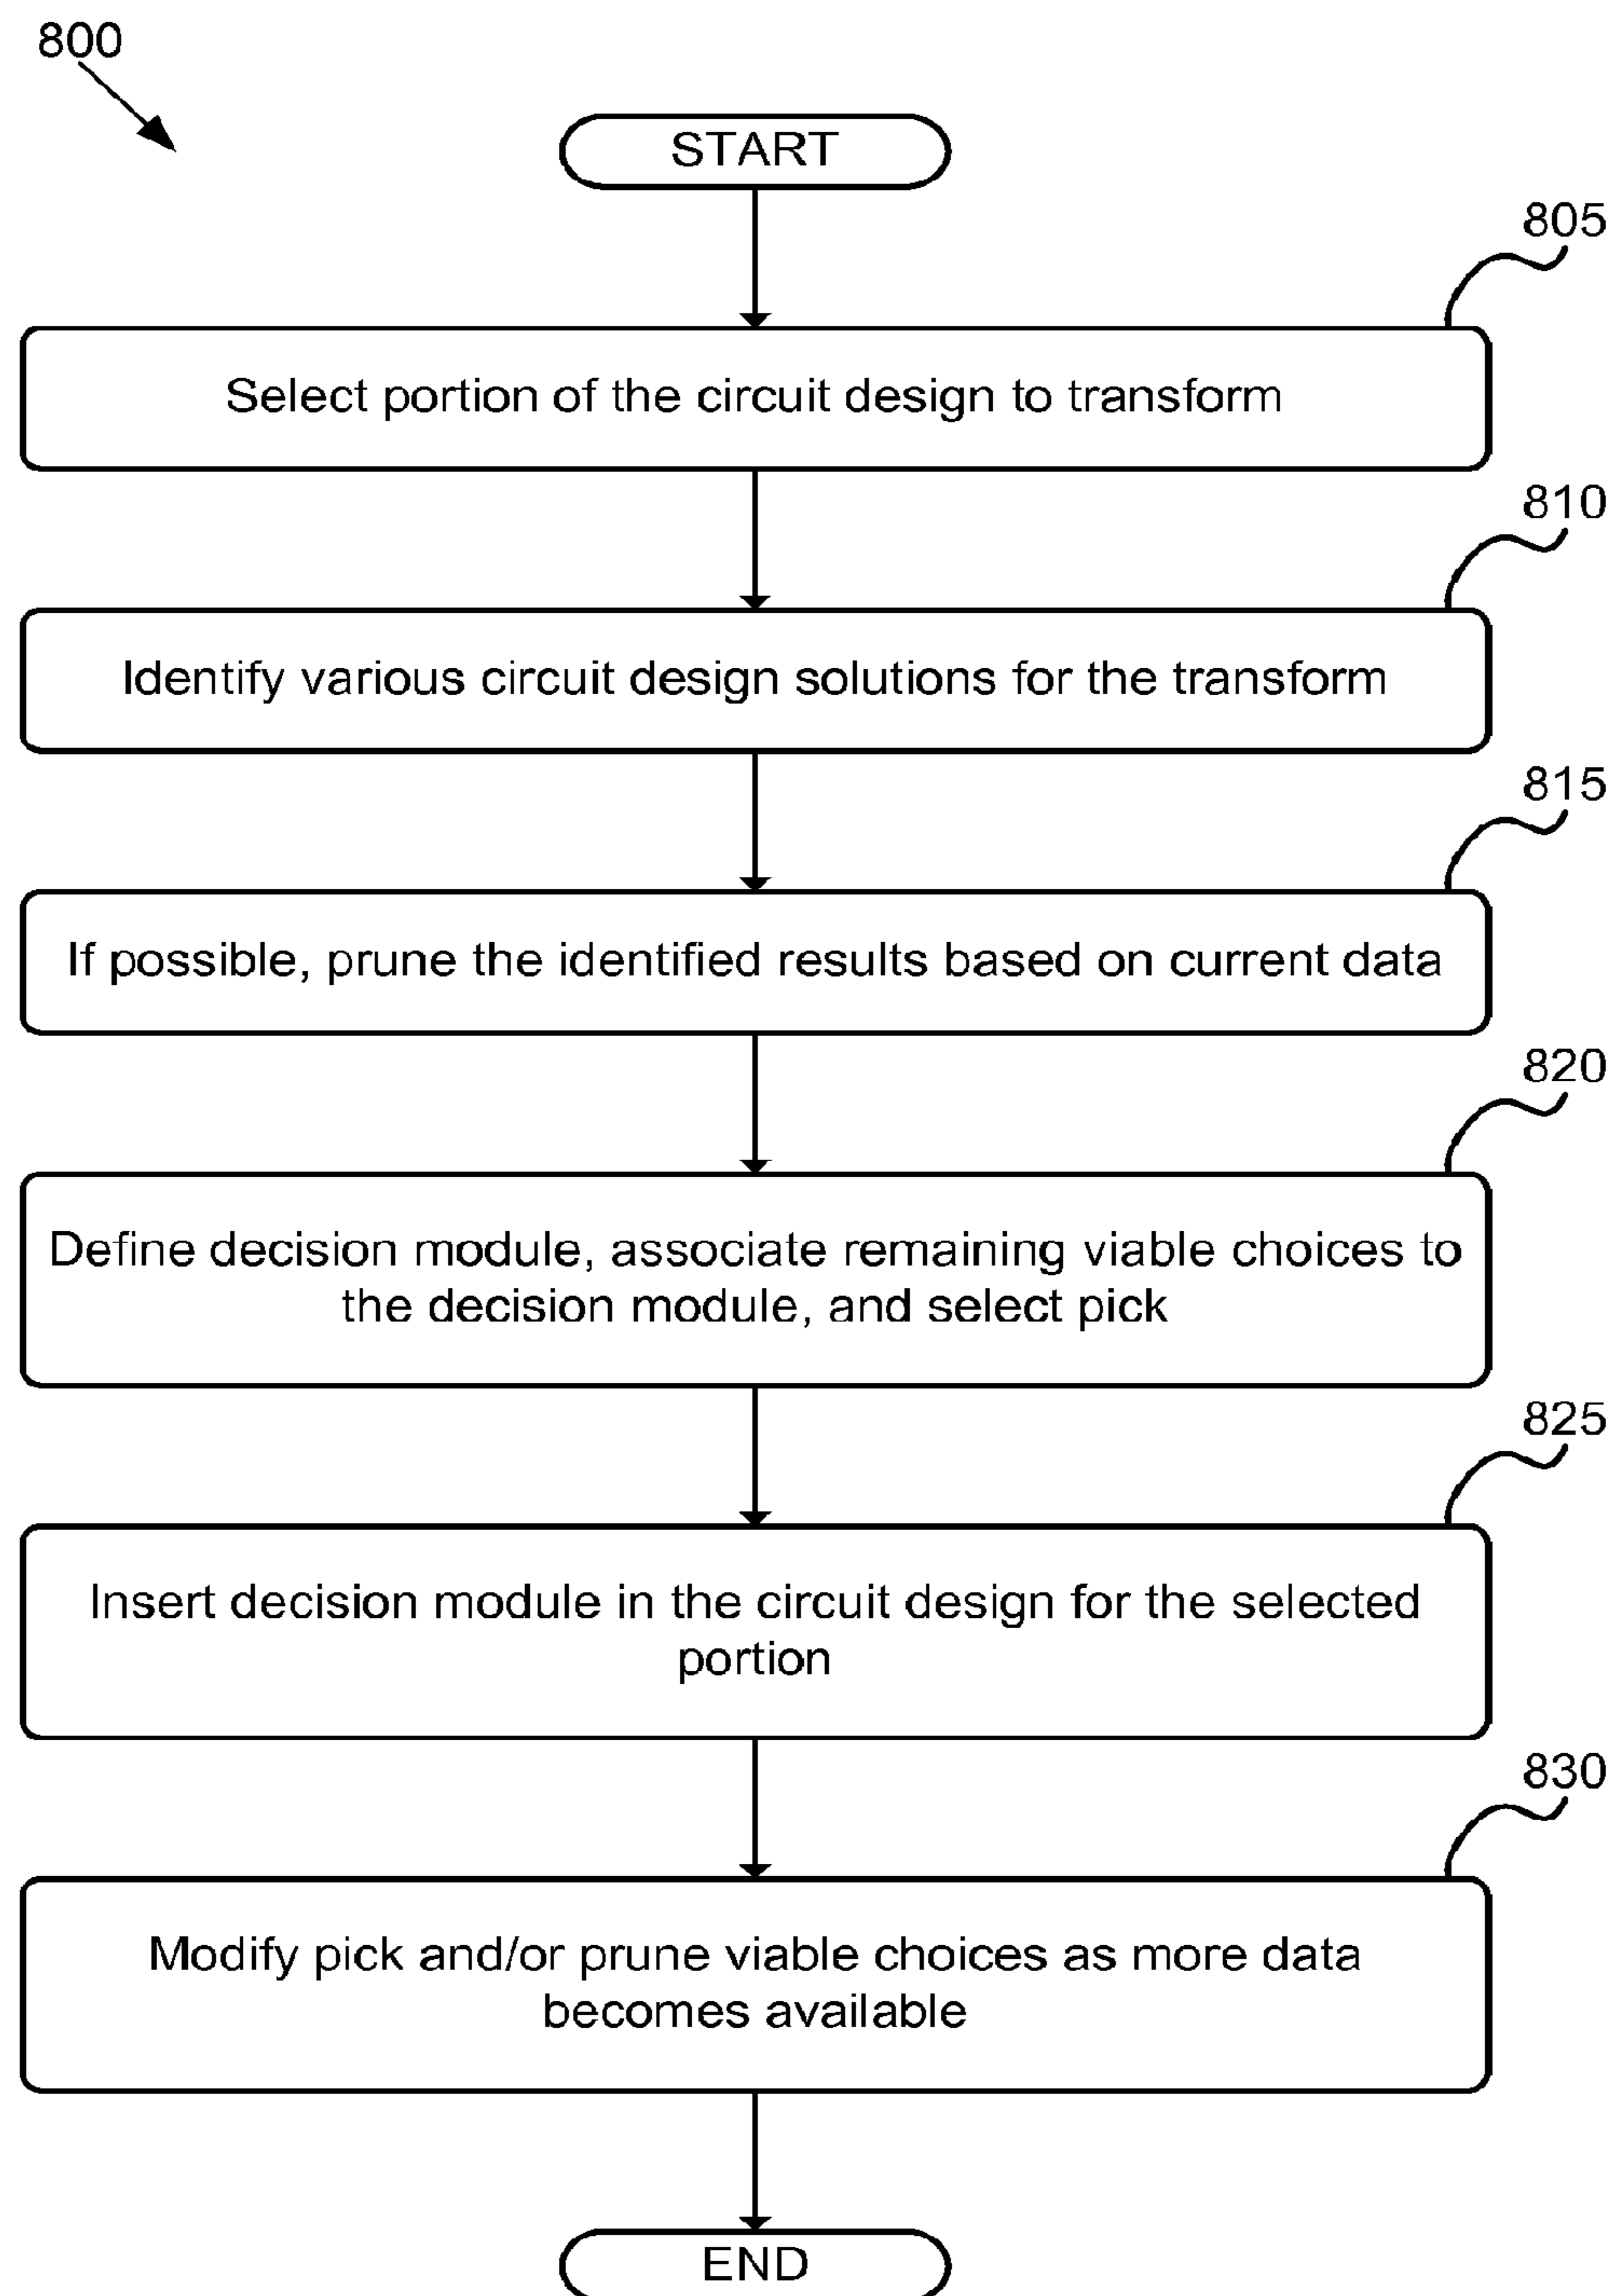 800
START
805
Select portion of the circuit design to transform
810
Identify various circuit design solutions for the transform
815
If possible, prune the identified results based on current data
820
Define decision module, associate remaining viable choices to
the decision module, and select pick
825
Insert decision module in the circuit design for the selected
portion
830
Modify pick and/or prune viable choices as more data
becomes available
END